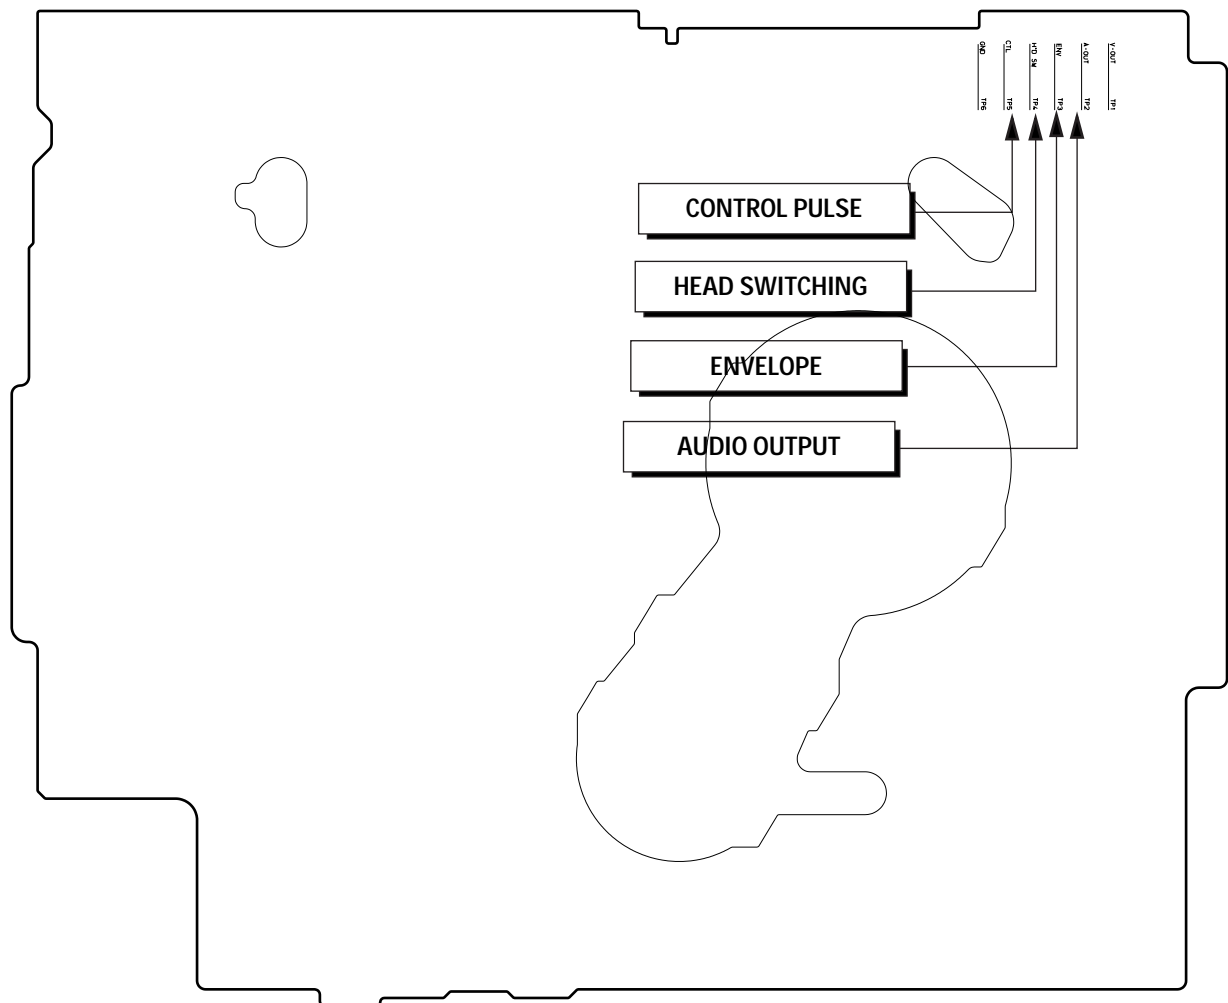 GND TP6
CTL TP5
H'D SW TP4
ENV TP3
A-OUT TP2
V-OUT TP1
CONTROL PULSE
HEAD SWITCHING
ENVELOPE
AUDIO OUTPUT